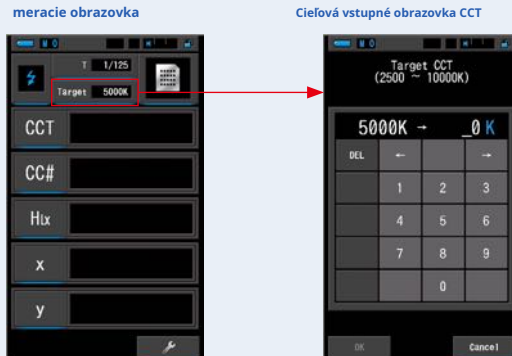 meracie obrazovka
Cieľová vstupné obrazovka CCT
T 1/125
Target 5000K
CCT
CC#
HLx
x
y
Target CCT
(2500 ~ 10000K)
5000K → _0 K
DEL ← →
1 2 3
4 5 6
7 8 9
0
OK Cancel